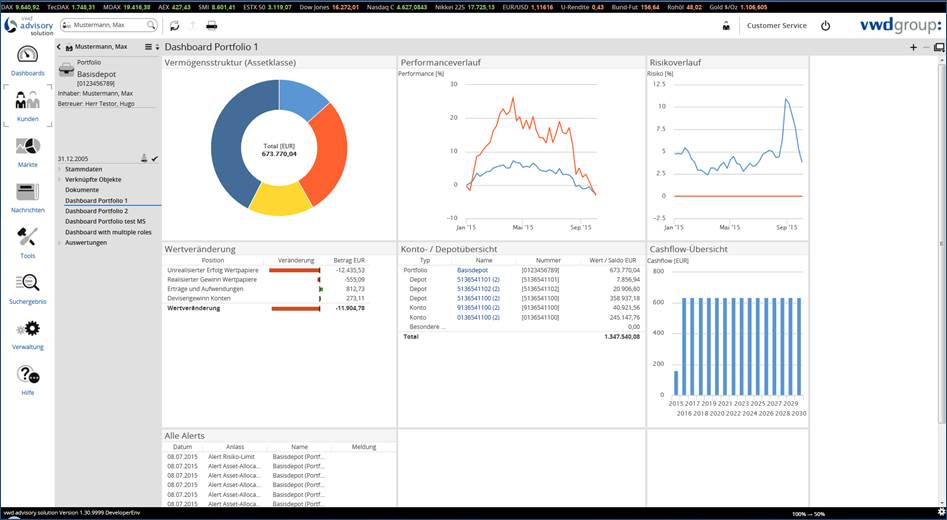 DAX 9.640,92 TecDAX 1.748,31 MDAX 19.416,38 AEX 427,43 SMI 8.601,41 ESTX 50 3.119,07 Dow Jones 16.272,01 Nasdaq C 4.627,0843 Nikkei 225 17.725,13 EUR/USD 1,11616 U-Rendite 0,43 Bund-Fut 156,64 Rohöl 48,02 Gold $/Oz 1.106,605
vwd advisory solution
Mustermann, Max
Customer Service
vwdgroup:
Mustermann, Max
Dashboard Portfolio 1
Dashboards
Kunden
Märkte
Nachrichten
Tools
Suchergebnis
Verwaltung
Hilfe
Portfolio
Basisdepot
[0123456789]
Inhaber: Mustermann, Max
Betreuer: Herr Testor, Hugo
31.12.2005
Stammdaten
Verknüpfte Objekte
Dokumente
Dashboard Portfolio 1
Dashboard Portfolio 2
Dashboard Portfolio test MS
Dashboard with multiple roles
Auswertungen
Vermögensstruktur (Assetklasse)
Total [EUR]
673.770,04
Performanceverlauf
Performance [%]
30
20
10
0
−10
Jan '15 Mai '15 Sep '15
Risikoverlauf
Risiko [%]
12.5
10
7.5
5
2.5
0
−2.5
Jan '15 Mai '15 Sep '15
Wertveränderung
Position Veränderung Betrag EUR
Unrealisierter Erfolg Wertpapiere -12.435,53
Realisierter Gewinn Wertpapiere -555,09
Erträge und Aufwendungen 812,73
Devisengewinn Konten 273,11
Wertveränderung -11.904,78
Konto- / Depotübersicht
Typ Name Nummer Wert / Saldo EUR
Portfolio Basisdepot [0123456789] 673.770,04
Depot 5136541101 (2) [5136541101] 7.856,94
Depot 5136541102 (2) [5136541102] 20.906,60
Depot 5136541100 (2) [5136541100] 358.937,18
Konto 9136541100 (2) [9136541100] 40.921,56
Konto 0136541100 (2) [0136541100] 245.147,76
Besondere ... 0,00
Total 1.347.540,08
Cashflow-Übersicht
Cashflow [EUR]
800
600
400
200
0
2015 2017 2019 2021 2023 2025 2027 2029
2016 2018 2020 2022 2024 2026 2028 2030
Alle Alerts
Datum Anlass Name Meldung
08.07.2015 Alert Risiko-Limit Basisdepot (Portf...
08.07.2015 Alert Asset-Alloca... Basisdepot (Portf...
08.07.2015 Alert Asset-Alloca... Basisdepot (Portf...
08.07.2015 Alert Asset-Alloca... Basisdepot (Portf...
08.07.2015 Alert Asset-Alloca... Basisdepot (Portf...
08.07.2015 Alert Asset-Alloca... Basisdepot (Portf...
vwd advisory solution Version 1.30.9999 DeveloperEnv
100% → 50%